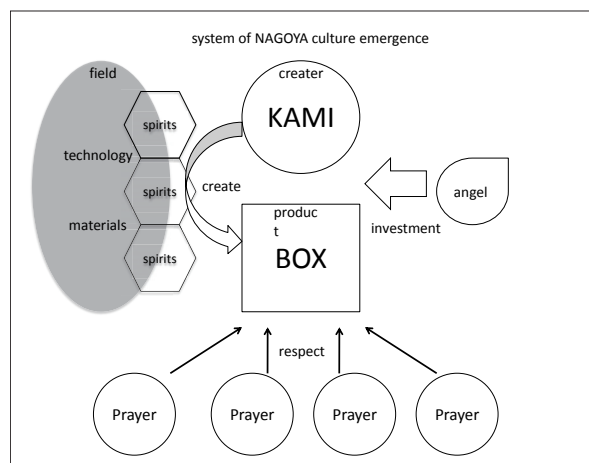 system of NAGOYA culture emergence
field
creater
KAMI
spirits
technology
spirits
create
angel
materials
produc
t
investment
BOX
spirits
respect
Prayer
Prayer
Prayer
Prayer